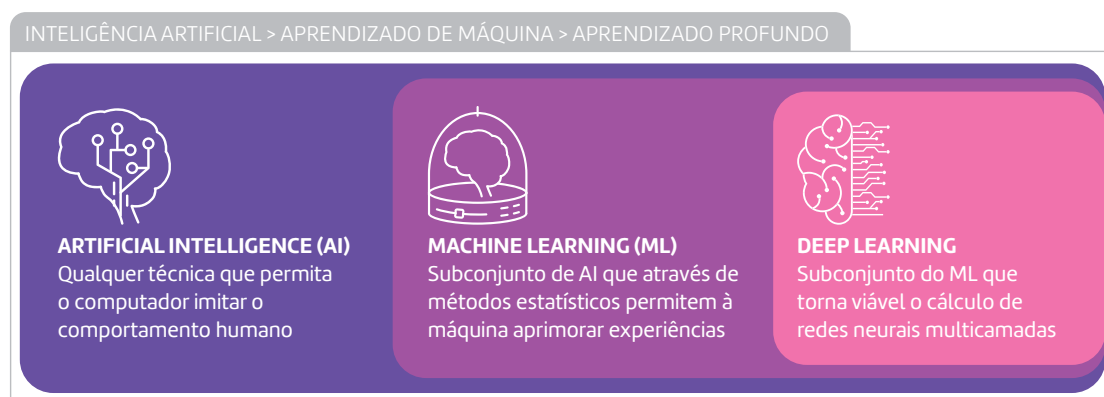 INTELIGÊNCIA ARTIFICIAL > APRENDIZADO DE MÁQUINA > APRENDIZADO PROFUNDO
ARTIFICIAL INTELLIGENCE (AI)
Qualquer técnica que permita
o computador imitar o
comportamento humano
MACHINE LEARNING (ML)
Subconjunto de AI que através de
métodos estatísticos permitem à
máquina aprimorar experiências
DEEP LEARNING
Subconjunto do ML que
torna viável o cálculo de
redes neurais multicamadas